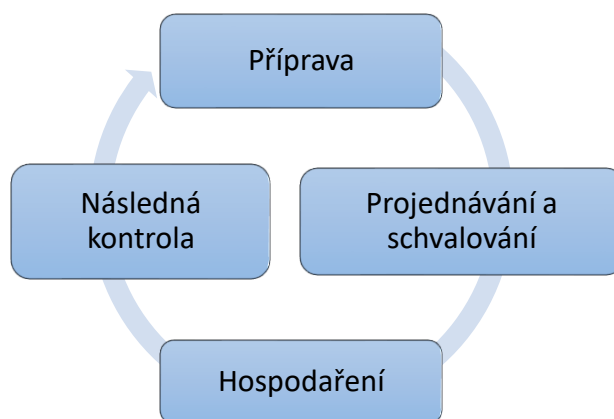 Příprava
Projednávání a
schvalování
Hospodaření
Následná
kontrola